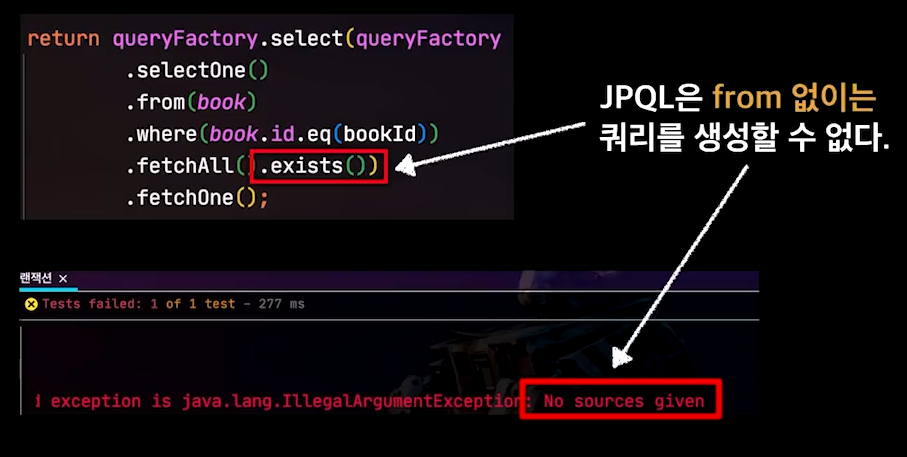 return queryFactory.select(queryFactory
.selectOne()
.from(book)
.where(book.id.eq(bookId))
.fetchAll().exists())
.fetchOne();
JPQL은 from 없이는
쿼리를 생성할 수 없다.
랜잭션 ×
Tests failed: 1 of 1 test – 277 ms
d exception is java.lang.IllegalArgumentException: No sources given